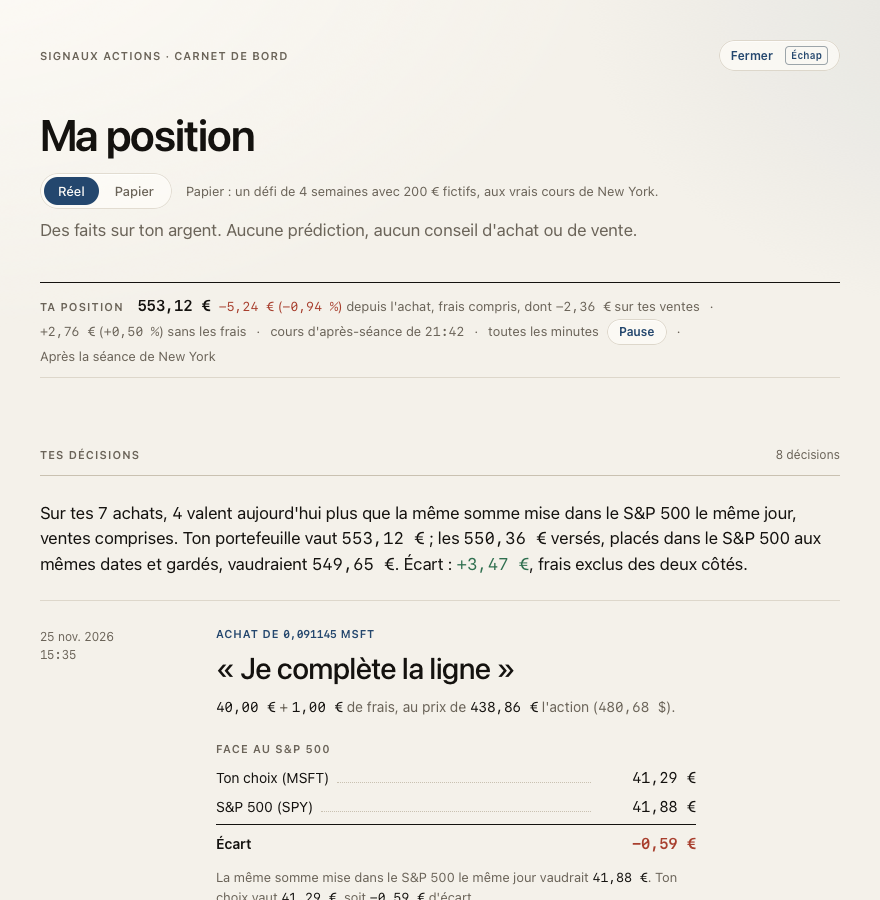 SIGNAUX ACTIONS · CARNET DE BORD
Fermer Échap
Ma position
Réel Papier Papier : un défi de 4 semaines avec 200 € fictifs, aux vrais cours de New York.
Des faits sur ton argent. Aucune prédiction, aucun conseil d'achat ou de vente.
TA POSITION 553,12 € −5,24 € (−0,94 %) depuis l'achat, frais compris, dont −2,36 € sur tes ventes ·
+2,76 € (+0,50 %) sans les frais · cours d'après-séance de 21:42 · toutes les minutes Pause ·
Après la séance de New York
TES DÉCISIONS 8 décisions
Sur tes 7 achats, 4 valent aujourd'hui plus que la même somme mise dans le S&P 500 le même jour,
ventes comprises. Ton portefeuille vaut 553,12 € ; les 550,36 € versés, placés dans le S&P 500 aux
mêmes dates et gardés, vaudraient 549,65 €. Écart : +3,47 €, frais exclus des deux côtés.
25 nov. 2026
15:35
ACHAT DE 0,091145 MSFT
« Je complète la ligne »
40,00 € + 1,00 € de frais, au prix de 438,86 € l'action (480,68 $).
FACE AU S&P 500
Ton choix (MSFT) 41,29 €
S&P 500 (SPY) 41,88 €
Écart −0,59 €
La même somme mise dans le S&P 500 le même jour vaudrait 41,88 €. Ton
choix vaut 41,29 €, soit −0,59 € d'écart.